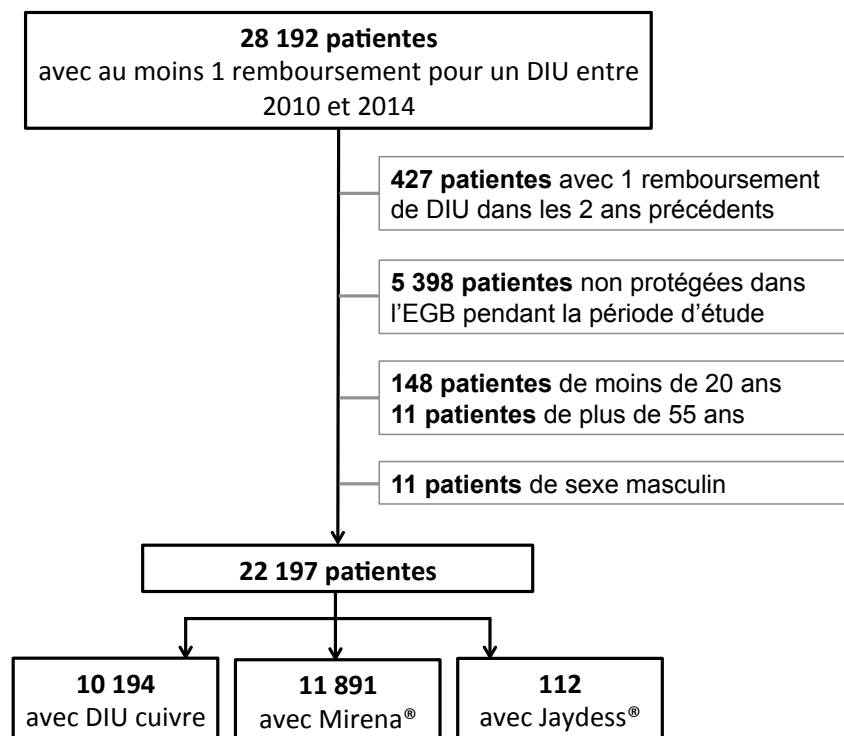 28 192 patientes
avec au moins 1 remboursement pour un DIU entre
2010 et 2014
427 patientes avec 1 remboursement
de DIU dans les 2 ans précédents
5 398 patientes non protégées dans
l'EGB pendant la période d'étude
148 patientes de moins de 20 ans
11 patientes de plus de 55 ans
11 patients de sexe masculin
22 197 patientes
10 194
avec DIU cuivre
11 891
avec Mirena®
112
avec Jaydess®